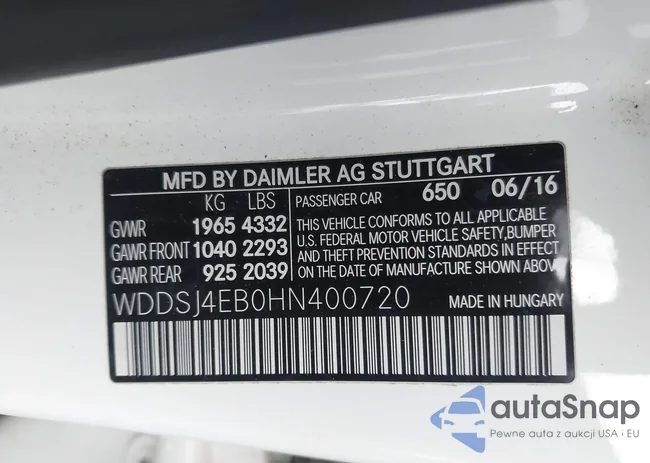 MFD BY DAIMLER AG STUTTGART
KG LBS PASSENGER CAR 650 06/16
GVWR 1965 4332
GAWR FRONT 1040 2293
GAWR REAR 925 2039
THIS VEHICLE CONFORMS TO ALL APPLICABLE
U.S. FEDERAL MOTOR VEHICLE SAFETY,BUMPER
AND THEFT PREVENTION STANDARDS IN EFFECT
ON THE DATE OF MANUFACTURE SHOWN ABOVE
WDDSJ4EB0HN400720 MADE IN HUNGARY
autaSnap
Pewne auta z aukcji USA i EU